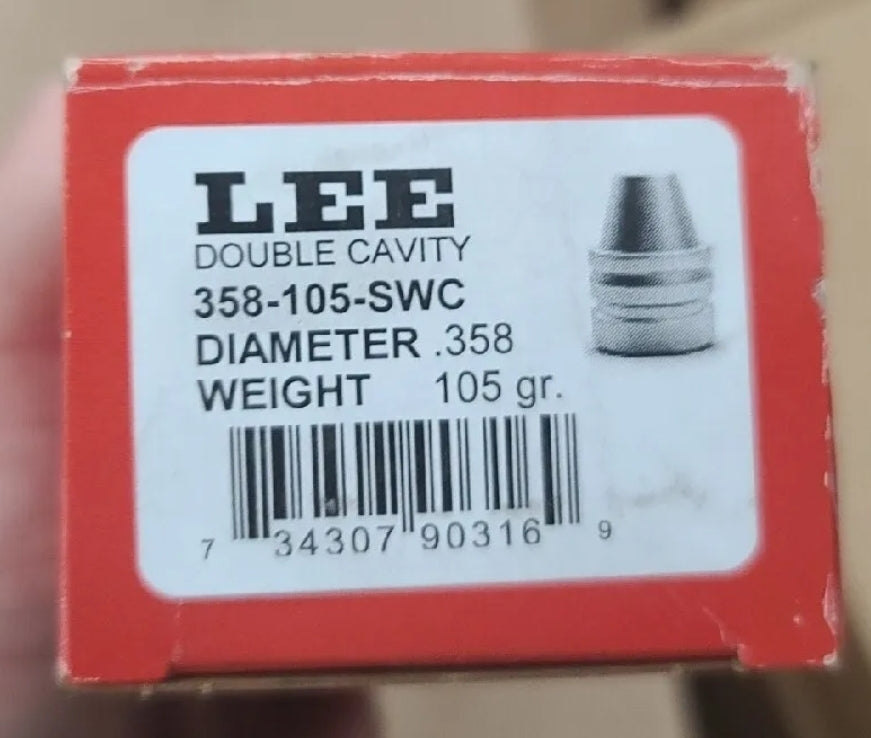 LEE
DOUBLE CAVITY
358-105-SWC
DIAMETER .358
WEIGHT 105 gr.
7 34307 90316 9